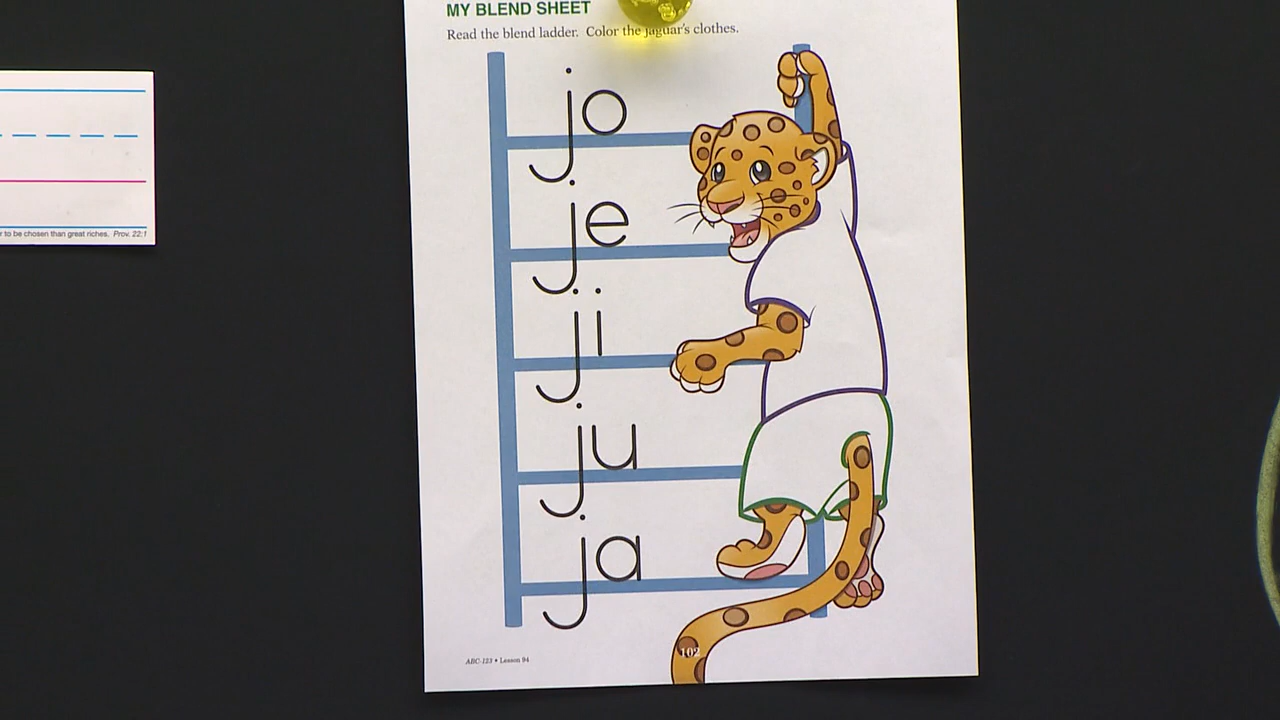 MY BLEND SHEET
Read the blend ladder. Color the jaguar's clothes.
jo
je
ji
ju
ja
to be chosen than great riches. Prov. 22:1
ABC-123 • Lesson 94
102